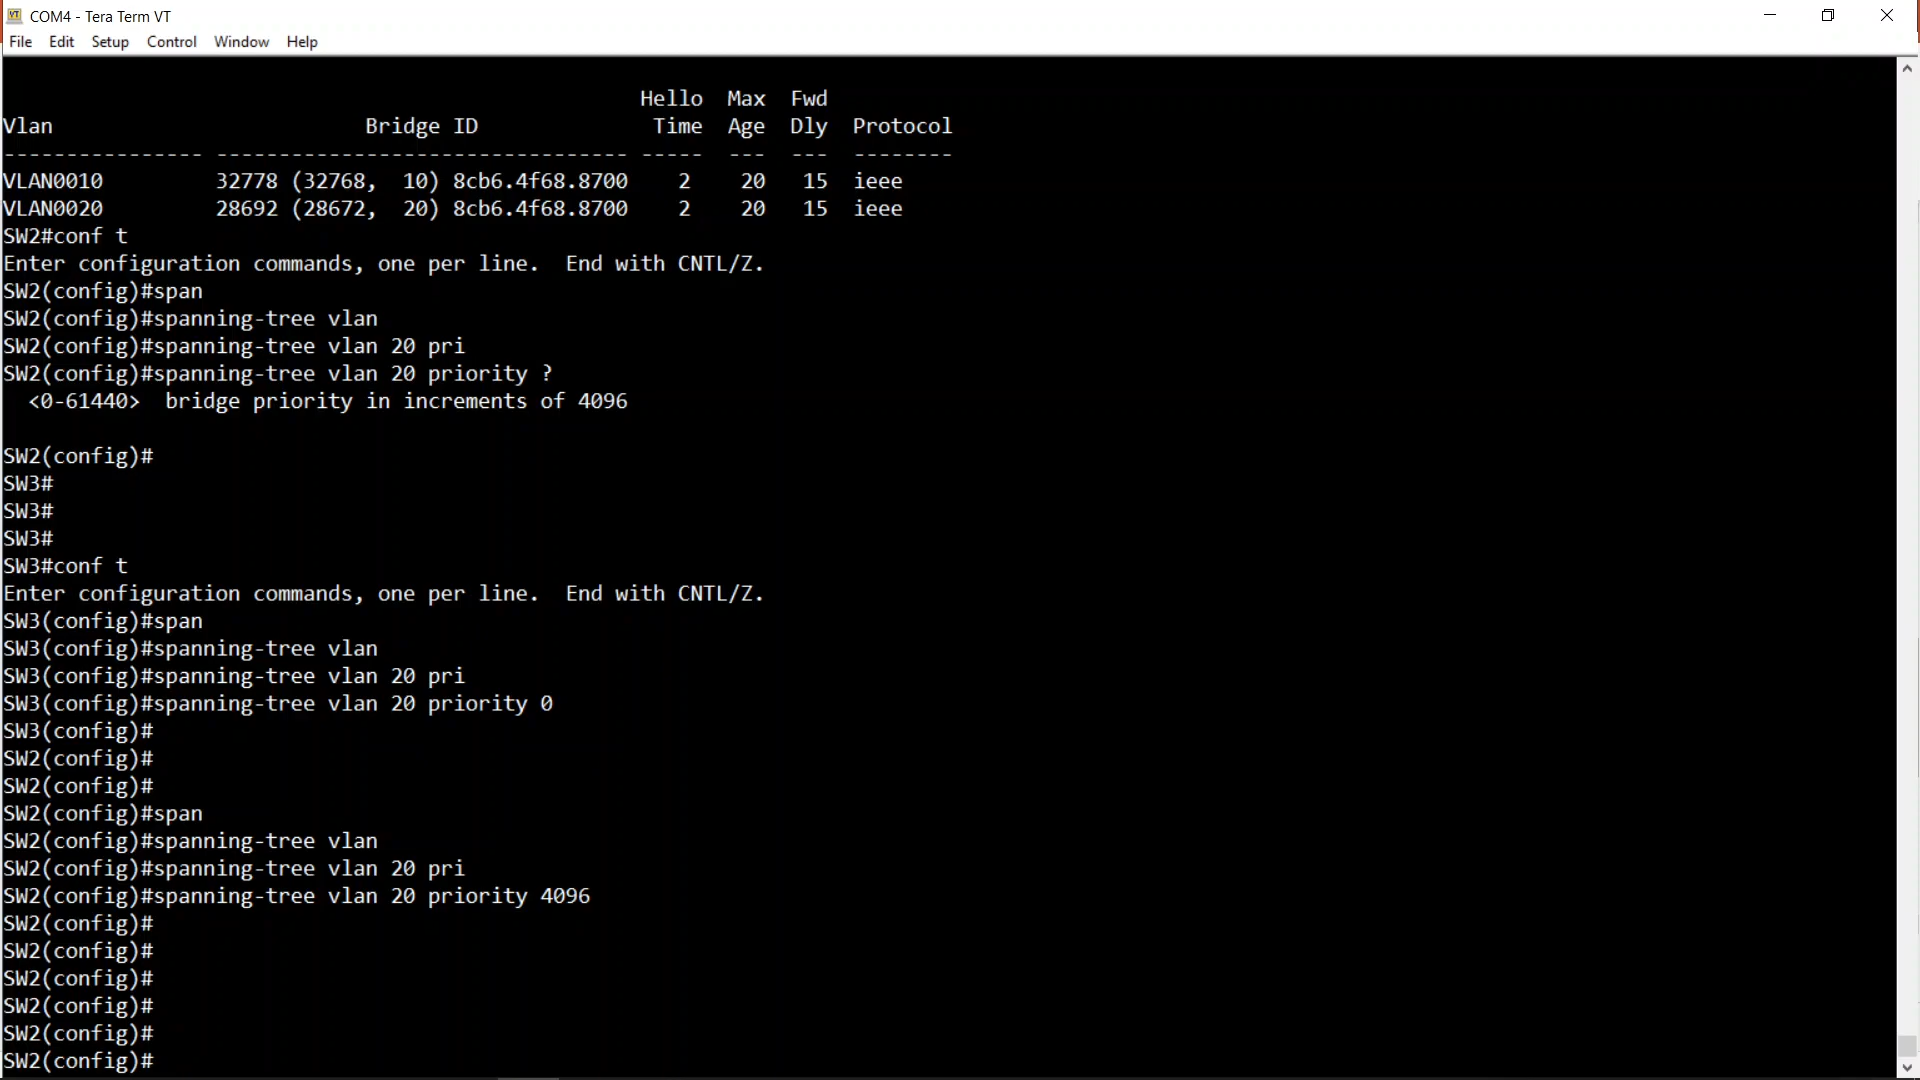 COM4 - Tera Term VT
File Edit Setup Control Window Help
Hello Max Fwd
Vlan Bridge ID Time Age Dly Protocol
---------------- --------------------------------- ----- --- --- --------
VLAN0010 32778 (32768, 10) 8cb6.4f68.8700 2 20 15 ieee
VLAN0020 28692 (28672, 20) 8cb6.4f68.8700 2 20 15 ieee
SW2#conf t
Enter configuration commands, one per line. End with CNTL/Z.
SW2(config)#span
SW2(config)#spanning-tree vlan
SW2(config)#spanning-tree vlan 20 pri
SW2(config)#spanning-tree vlan 20 priority ?
<0-61440> bridge priority in increments of 4096
SW2(config)#
SW3#
SW3#
SW3#
SW3#conf t
Enter configuration commands, one per line. End with CNTL/Z.
SW3(config)#span
SW3(config)#spanning-tree vlan
SW3(config)#spanning-tree vlan 20 pri
SW3(config)#spanning-tree vlan 20 priority 0
SW3(config)#
SW2(config)#
SW2(config)#
SW2(config)#span
SW2(config)#spanning-tree vlan
SW2(config)#spanning-tree vlan 20 pri
SW2(config)#spanning-tree vlan 20 priority 4096
SW2(config)#
SW2(config)#
SW2(config)#
SW2(config)#
SW2(config)#
SW2(config)#